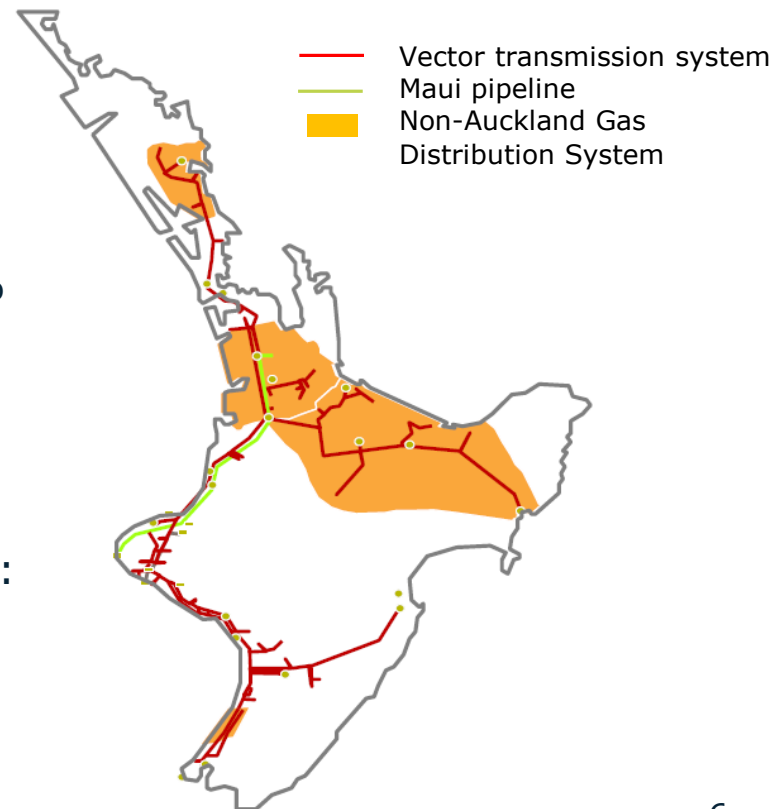 Vector transmission system
Maui pipeline
Non-Auckland Gas
Distribution System
: